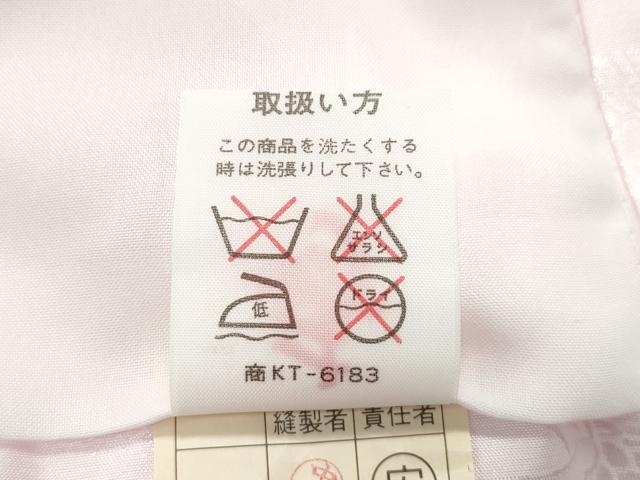 取扱い方
この商品を洗たくする
時は洗張りして下さい。
エンソ
サラシ
低
ドライ
商KT-6183
縫製者 責任者